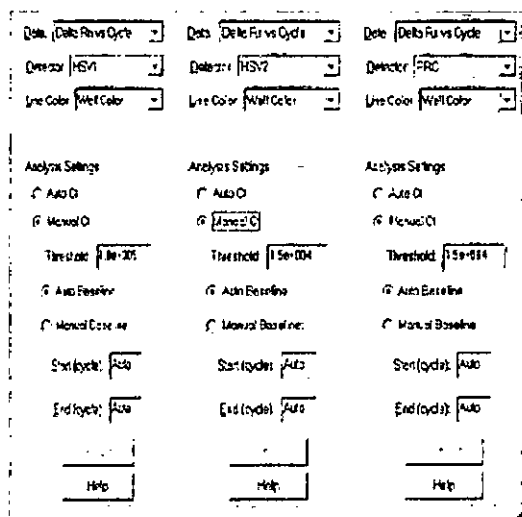 Data: Delta Rn vs Cycle
Detector: HSV1
Line Color: Well Color
Analysis Settings
Auto Ct
Manual Ct
Threshold:
Auto Baseline
Manual Baseline
Start (cycle): Auto
End (cycle): Auto
Help
Data: Delta Rn vs Cycle
Detector: HSV2
Line Color: Well Color
Analysis Settings
Auto Ct
Manual Ct
Threshold: 1.5e+004
Auto Baseline
Manual Baseline:
Start (cycle): Auto
End (cycle): Auto
Help
Data: Delta Rn vs Cycle
Detector:
Line Color: Well Color
Analysis Settings
Auto Ct
Manual Ct
Threshold: 1.5e+004
Auto Baseline
Manual Baseline
Start (cycle): Auto
End (cycle): Auto
Help